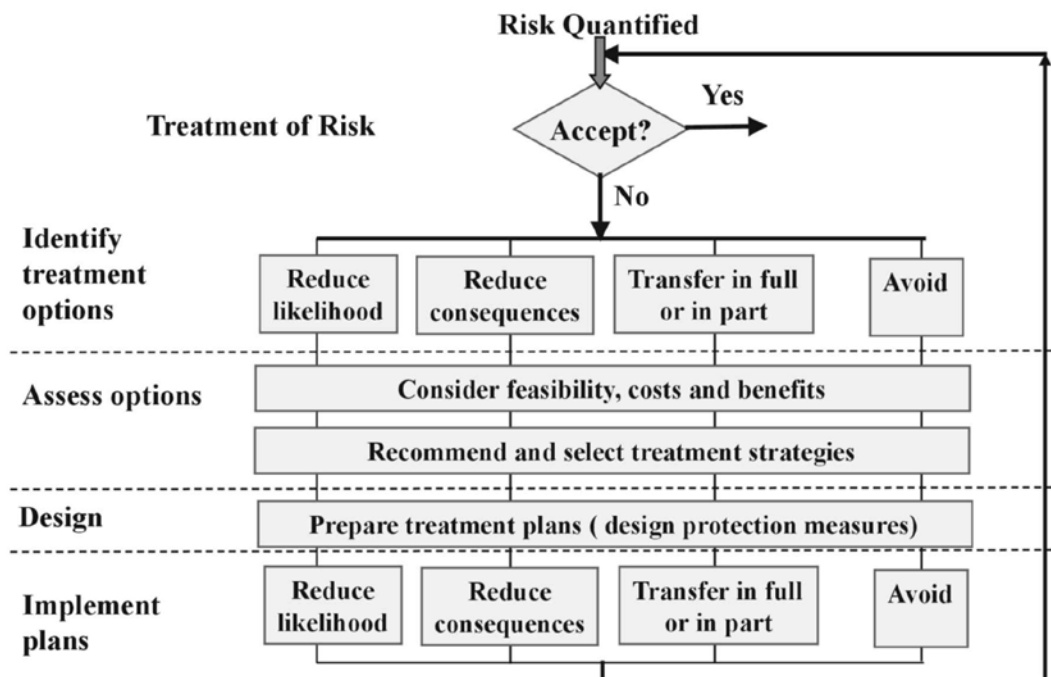 Risk Quantified
Yes
Treatment of Risk
Accept?
No
Identify
treatment
options
Reduce
likelihood
Reduce
consequences
Transfer in full
or in part
Avoid
Assess options
Consider feasibility, costs and benefits
Recommend and select treatment strategies
Design
Prepare treatment plans ( design protection measures)
Implement
plans
Reduce
likelihood
Reduce
consequences
Transfer in full
or in part
Avoid